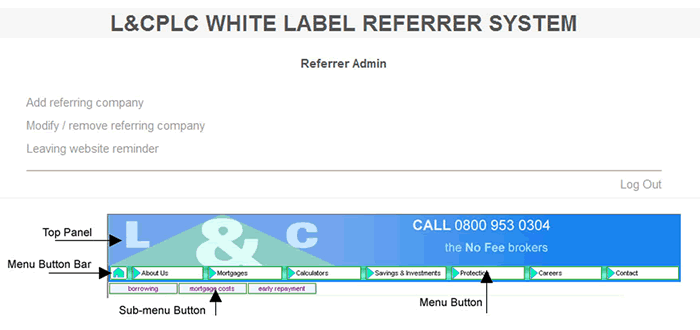 L&CPLC WHITE LABEL REFERRER SYSTEM
Referrer Admin
Add referring company
Modify / remove referring company
Leaving website reminder
Log Out
Top Panel
L & C
CALL 0800 953 0304
the No Fee brokers
Menu Button Bar
About Us Mortgages Calculators Savings & Investments Protection Careers Contact
borrowing mortgage costs early repayment
Sub-menu Button
Menu Button